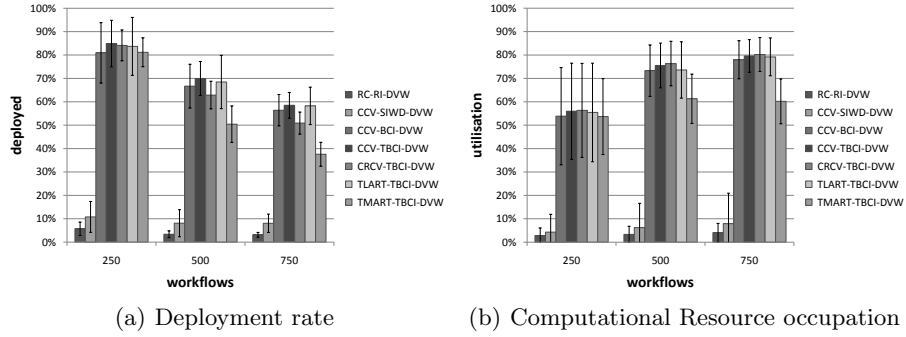 100%
90%
80%
70%
60%
50%
40%
30%
20%
10%
0%
deployed
250 500 750
workflows
RC-RI-DVW
CCV-SIWD-DVW
CCV-BCI-DVW
CCV-TBCI-DVW
CRCV-TBCI-DVW
TLART-TBCI-DVW
TMART-TBCI-DVW
(a) Deployment rate
100%
90%
80%
70%
60%
50%
40%
30%
20%
10%
0%
utilisation
250 500 750
workflows
RC-RI-DVW
CCV-SIWD-DVW
CCV-BCI-DVW
CCV-TBCI-DVW
CRCV-TBCI-DVW
TLART-TBCI-DVW
TMART-TBCI-DVW
(b) Computational Resource occupation